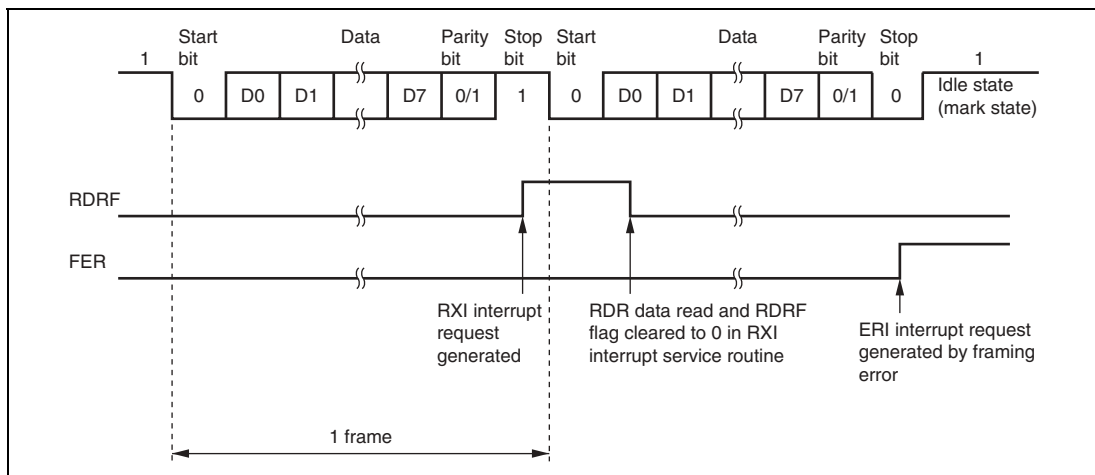 1
Start bit
Data
Parity bit
Stop bit
Start bit
Data
Parity bit
Stop bit
1
0
D0
D1
D7
0/1
1
0
D0
D1
D7
0/1
0
Idle state
(mark state)
RDRF
FER
RXI interrupt
request
generated
RDR data read and RDRF
flag cleared to 0 in RXI
interrupt service routine
ERI interrupt request
generated by framing
error
1 frame